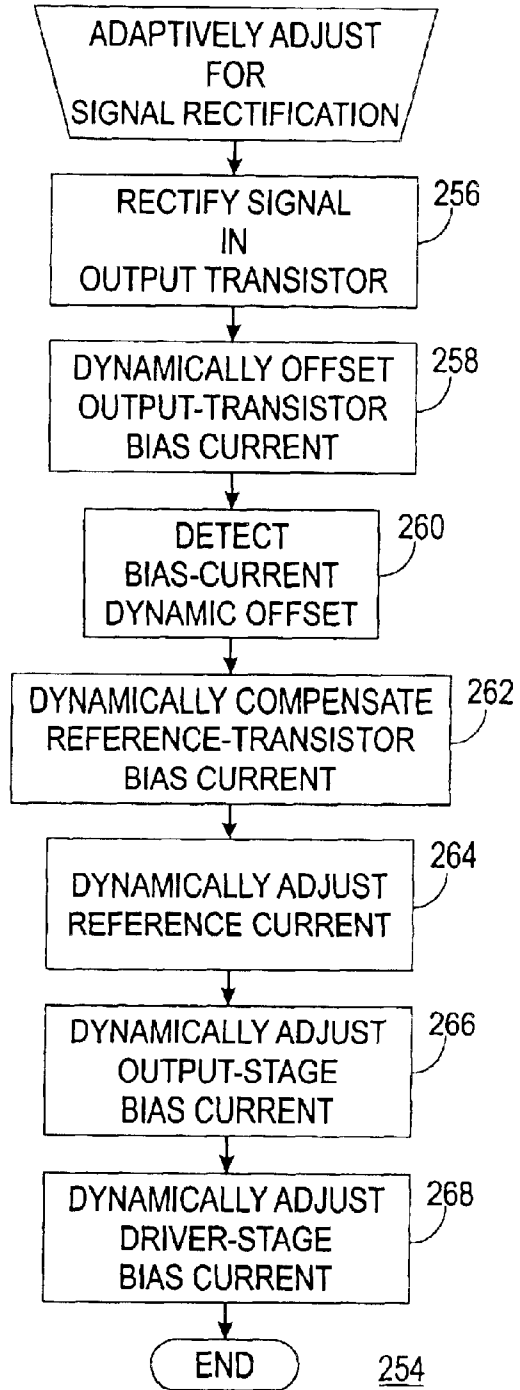 ADAPTIVELY ADJUST
FOR
SIGNAL RECTIFICATION
256
RECTIFY SIGNAL
IN
OUTPUT TRANSISTOR
258
DYNAMICALLY OFFSET
OUTPUT-TRANSISTOR
BIAS CURRENT
260
DETECT
BIAS-CURRENT
DYNAMIC OFFSET
262
DYNAMICALLY COMPENSATE
REFERENCE-TRANSISTOR
BIAS CURRENT
264
DYNAMICALLY ADJUST
REFERENCE CURRENT
266
DYNAMICALLY ADJUST
OUTPUT-STAGE
BIAS CURRENT
268
DYNAMICALLY ADJUST
DRIVER-STAGE
BIAS CURRENT
END
254